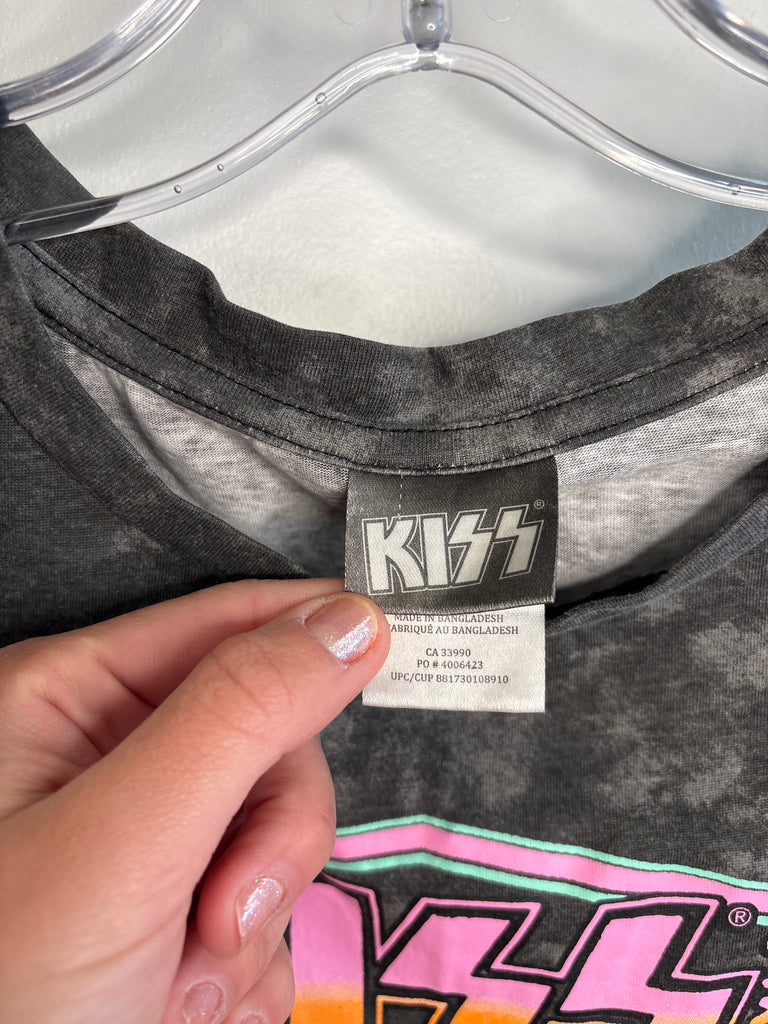 KISS®
MADE IN BANGLADESH
FABRIQUÉ AU BANGLADESH
CA 33990
PO # 4006423
UPC/CUP 881730108910
KISS®